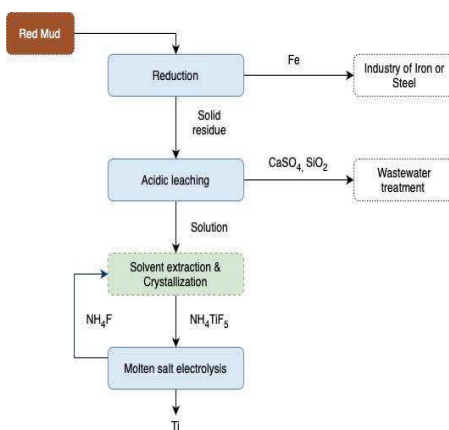 Red Mud
Reduction
Fe
Industry of Iron or
Steel
Solid
residue
Acidic leaching
CaSO₄, SiO₂
Wastewater
treatment
Solution
Solvent extraction &
Crystallization
NH₄F
NH₄TiF₅
Molten salt electrolysis
Ti